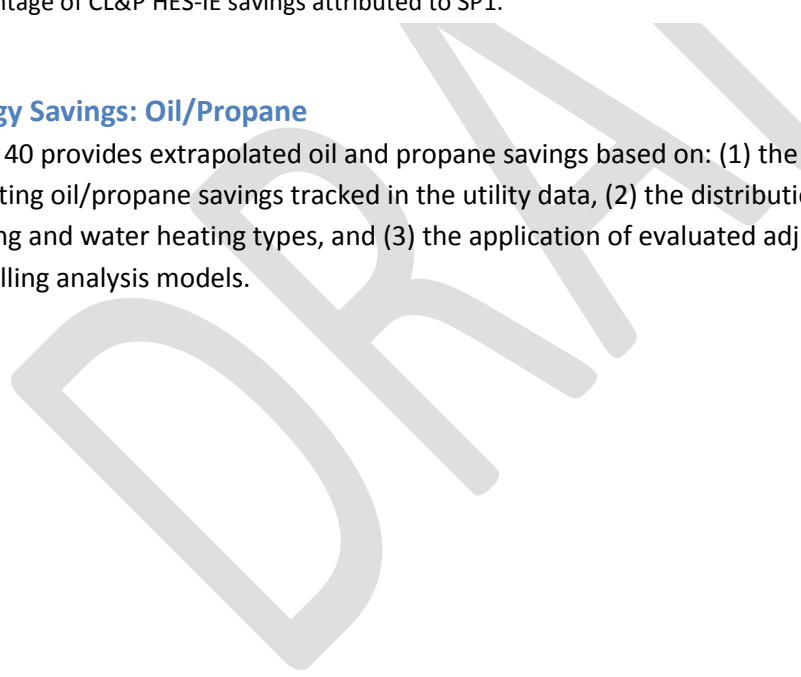 ntage of CL&P HES-IE savings attributed to SP1.
gy Savings: Oil/Propane
40 provides extrapolated oil and propane savings based on: (1) the
ting oil/propane savings tracked in the utility data, (2) the distributi
ng and water heating types, and (3) the application of evaluated adj
lling analysis models.
DRA